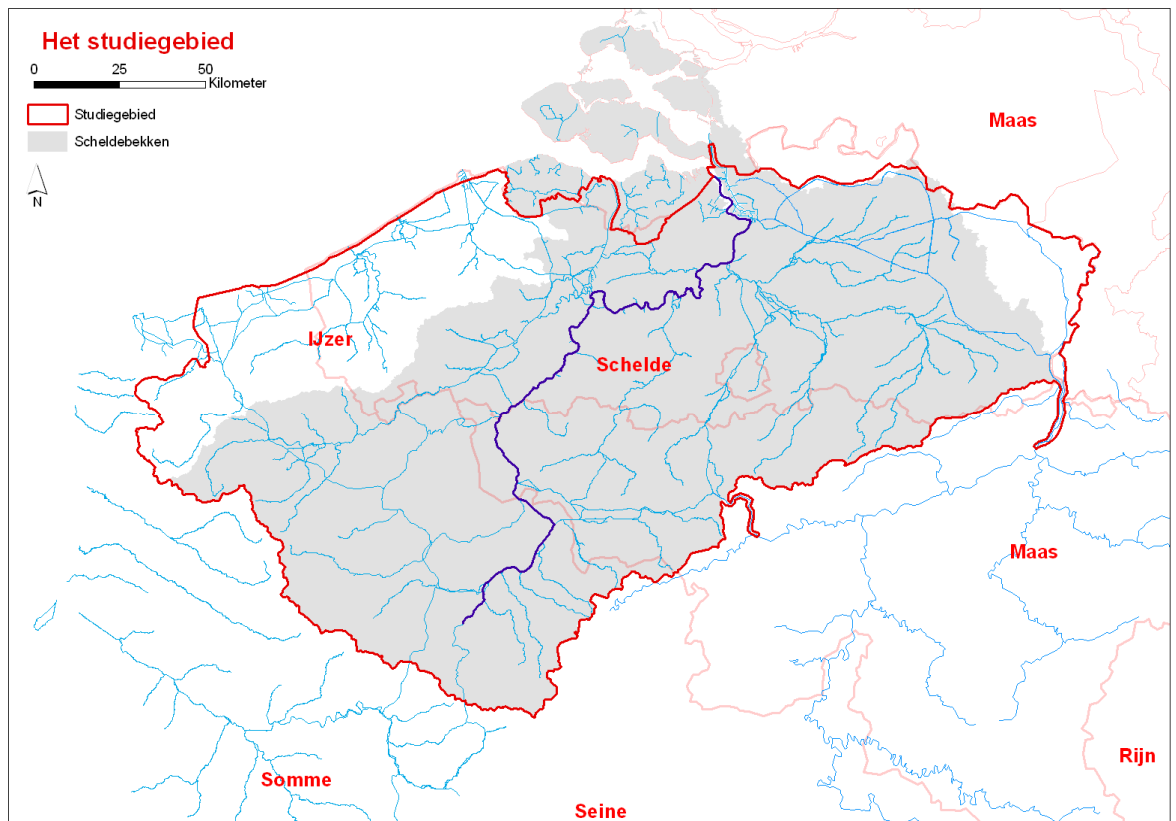 Het studiegebied
0 25 50
Kilometer
Studiegebied
Scheldebekken
N
Maas
IJzer
Schelde
Maas
Rijn
Somme
Seine